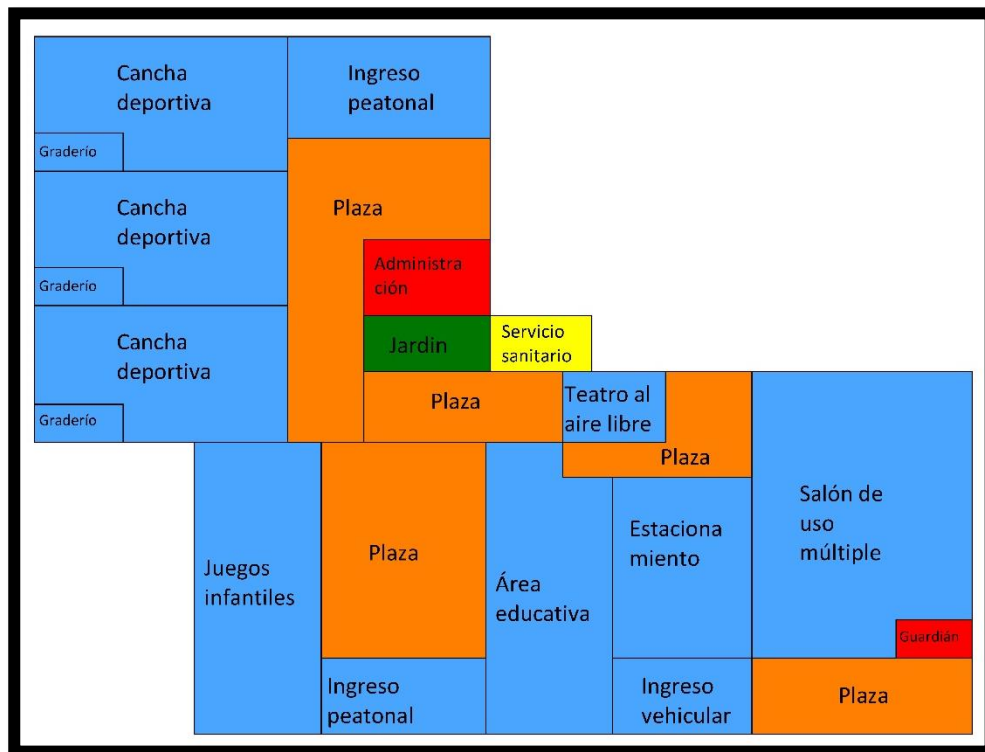 Cancha
deportiva
Ingreso
peatonal
Graderío
Cancha
deportiva
Plaza
Graderío
Administra
ción
Cancha
deportiva
Jardin
Servicio
sanitario
Graderío
Plaza
Teatro al
aire libre
Plaza
Salón de
uso
múltiple
Estaciona
miento
Plaza
Juegos
infantiles
Área
educativa
Guardián
Ingreso
peatonal
Ingreso
vehicular
Plaza